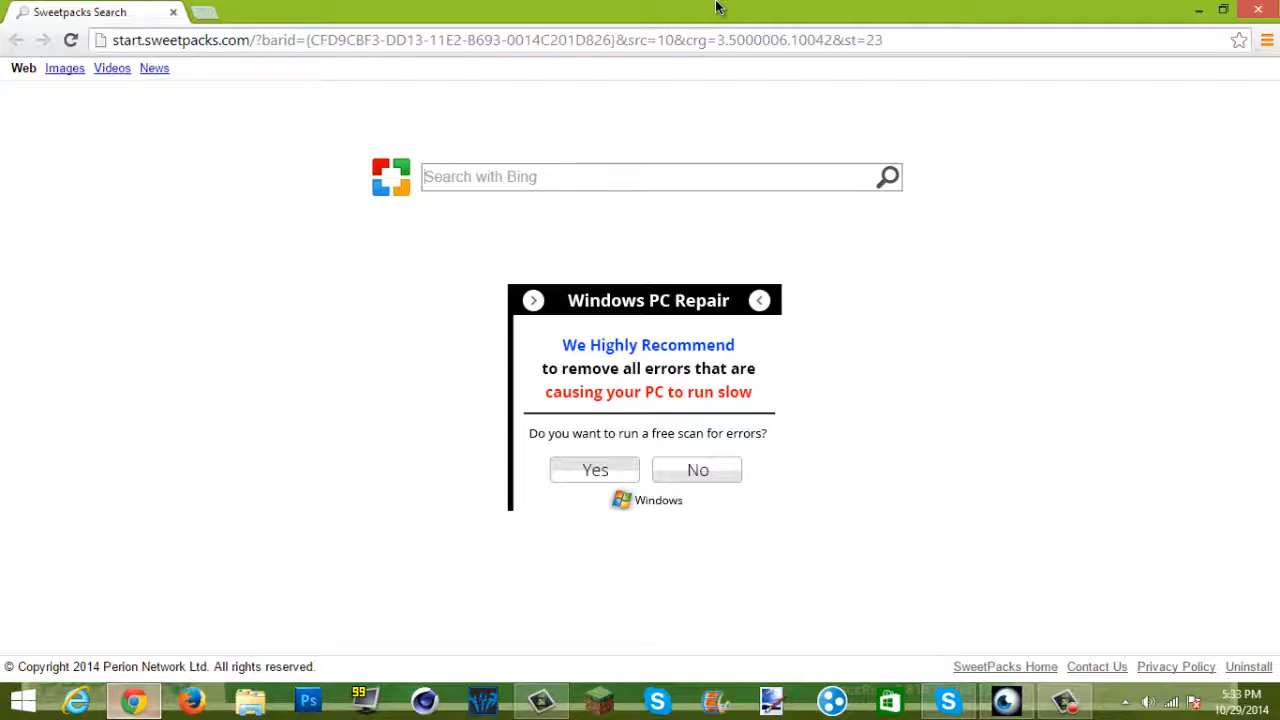 Sweetpacks Search
start.sweetpacks.com/?barid={CFD9CBF3-DD13-11E2-B693-0014C201D826}&src=10&crg=3.5000006.10042&st=23
Web Images Videos News
Search with Bing
Windows PC Repair
We Highly Recommend
to remove all errors that are
causing your PC to run slow
Do you want to run a free scan for errors?
Yes No
Windows
© Copyright 2014 Perion Network Ltd. All rights reserved. SweetPacks Home Contact Us Privacy Policy Uninstall
Ps 99
5:33 PM
10/29/2014